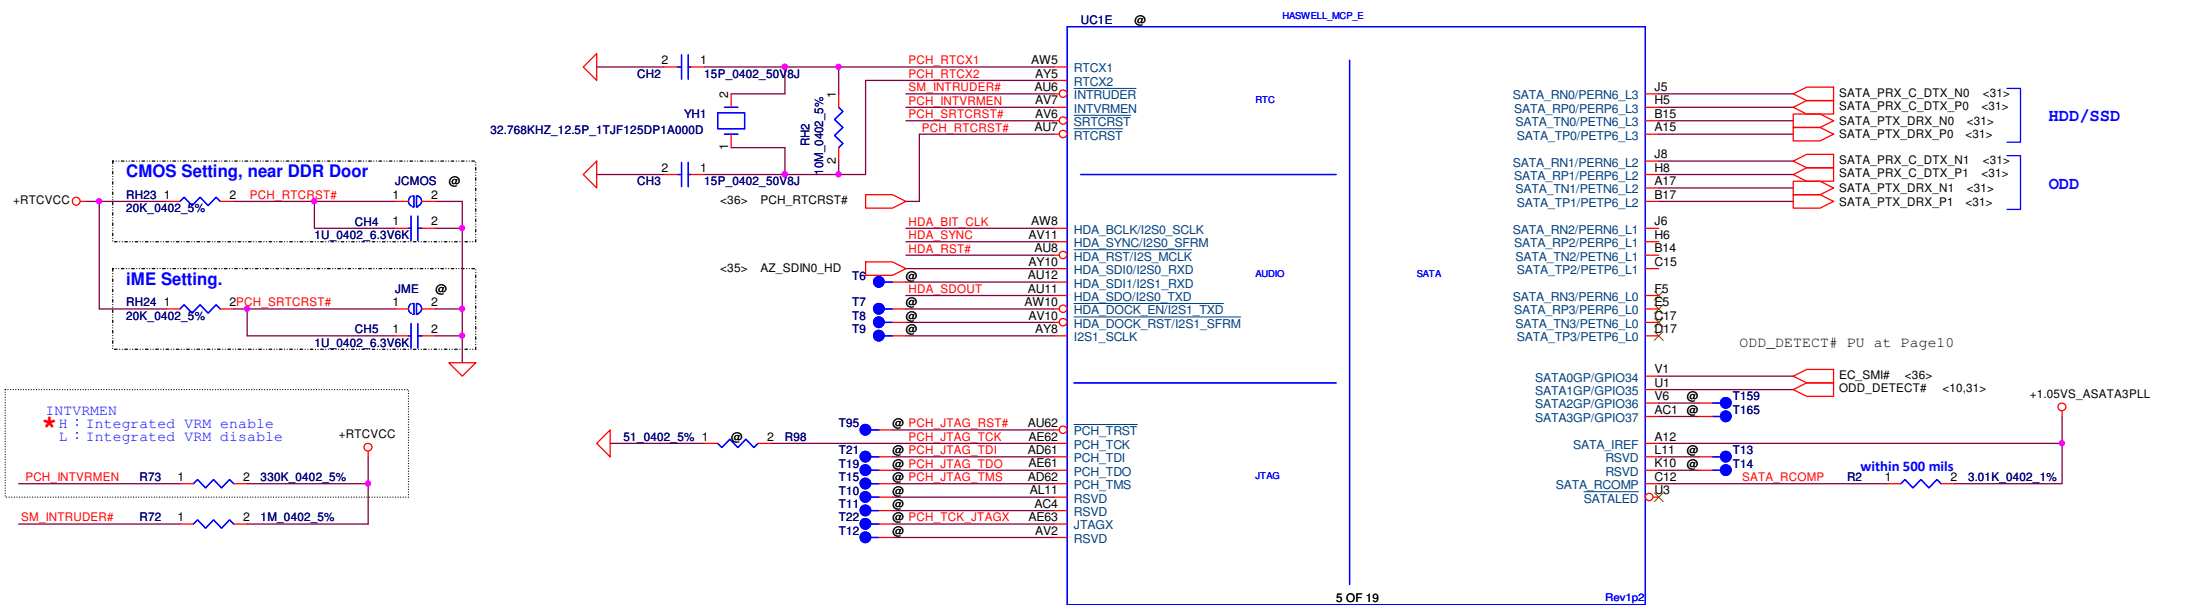 UC1E @ HASWELL_MCP_E
CMOS Setting, near DDR Door
+RTCVCC
RH23 1 2 PCH_RTCRST#
20K_0402_5%
JCMOS @
1 2
CH4 1 2
1U_0402_6.3V6K
iME Setting.
RH24 1 2 PCH_SRTCRST#
20K_0402_5%
JME @
1 2
CH5 1 2
1U_0402_6.3V6K
INTVRMEN
* H : Integrated VRM enable
L : Integrated VRM disable
+RTCVCC
PCH_INTVRMEN R73 1 2 330K_0402_5%
SM_INTRUDER# R72 1 2 1M_0402_5%
2 1
CH2 15P_0402_50V8J
YH1
2
1
32.768KHZ_12.5P_1TJF125DP1A000D
RH2
10M_0402_5%
1
2
2 1
CH3 15P_0402_50V8J
<36> PCH_RTCRST#
PCH_RTCX1 AW5 RTCX1
PCH_RTCX2 AY5 RTCX2
SM_INTRUDER# AU6 INTRUDER
PCH_INTVRMEN AV7 INTVRMEN
PCH_SRTCRST# AV6 SRTCRST
PCH_RTCRST# AU7 RTCRST
RTC
HDA_BIT_CLK AW8 HDA_BCLK/I2S0_SCLK
HDA_SYNC AV11 HDA_SYNC/I2S0_SFRM
HDA_RST# AU8 HDA_RST/I2S_MCLK
<35> AZ_SDIN0_HD AY10 HDA_SDI0/I2S0_RXD
T6 @ AU12 HDA_SDI1/I2S1_RXD
HDA_SDOUT AU11 HDA_SDO/I2S0_TXD
T7 @ AW10 HDA_DOCK_EN/I2S1_TXD
T8 @ AV10 HDA_DOCK_RST/I2S1_SFRM
T9 @ AY8 I2S1_SCLK
AUDIO
T95 @ PCH_JTAG_RST# AU62 PCH_TRST
51_0402_5% 1 @ 2 R98 PCH_JTAG_TCK AE62 PCH_TCK
T21 @ PCH_JTAG_TDI AD61 PCH_TDI
T19 @ PCH_JTAG_TDO AE61 PCH_TDO
T15 @ PCH_JTAG_TMS AD62 PCH_TMS
T10 @ AL11 RSVD
T11 @ AC4 RSVD
T22 @ PCH_TCK_JTAGX AE63 JTAGX
T12 @ AV2 RSVD
JTAG
SATA
SATA_RN0/PERN6_L3 J5 SATA_PRX_C_DTX_N0 <31>
SATA_RP0/PERP6_L3 H5 SATA_PRX_C_DTX_P0 <31>
SATA_TN0/PETN6_L3 B15 SATA_PTX_DRX_N0 <31>
SATA_TP0/PETP6_L3 A15 SATA_PTX_DRX_P0 <31>
HDD/SSD
SATA_RN1/PERN6_L2 J8 SATA_PRX_C_DTX_N1 <31>
SATA_RP1/PERP6_L2 H8 SATA_PRX_C_DTX_P1 <31>
SATA_TN1/PETN6_L2 A17 SATA_PTX_DRX_N1 <31>
SATA_TP1/PETP6_L2 B17 SATA_PTX_DRX_P1 <31>
ODD
SATA_RN2/PERN6_L1 J6
SATA_RP2/PERP6_L1 H6
SATA_TN2/PETN6_L1 B14
SATA_TP2/PETP6_L1 C15
SATA_RN3/PERN6_L0 F5
SATA_RP3/PERP6_L0 E5
SATA_TN3/PETN6_L0 C17
SATA_TP3/PETP6_L0 D17
ODD_DETECT# PU at Page10
SATA0GP/GPIO34 V1 EC_SMI# <36>
SATA1GP/GPIO35 U1 ODD_DETECT# <10,31>
SATA2GP/GPIO36 V6 @ T159
SATA3GP/GPIO37 AC1 @ T165
+1.05VS_ASATA3PLL
SATA_IREF A12
RSVD L11 @ T13
RSVD K10 @ T14
within 500 mils
SATA_RCOMP C12 SATA_RCOMP R2 1 2 3.01K_0402_1%
SATALED U3
5 OF 19
Rev1p2